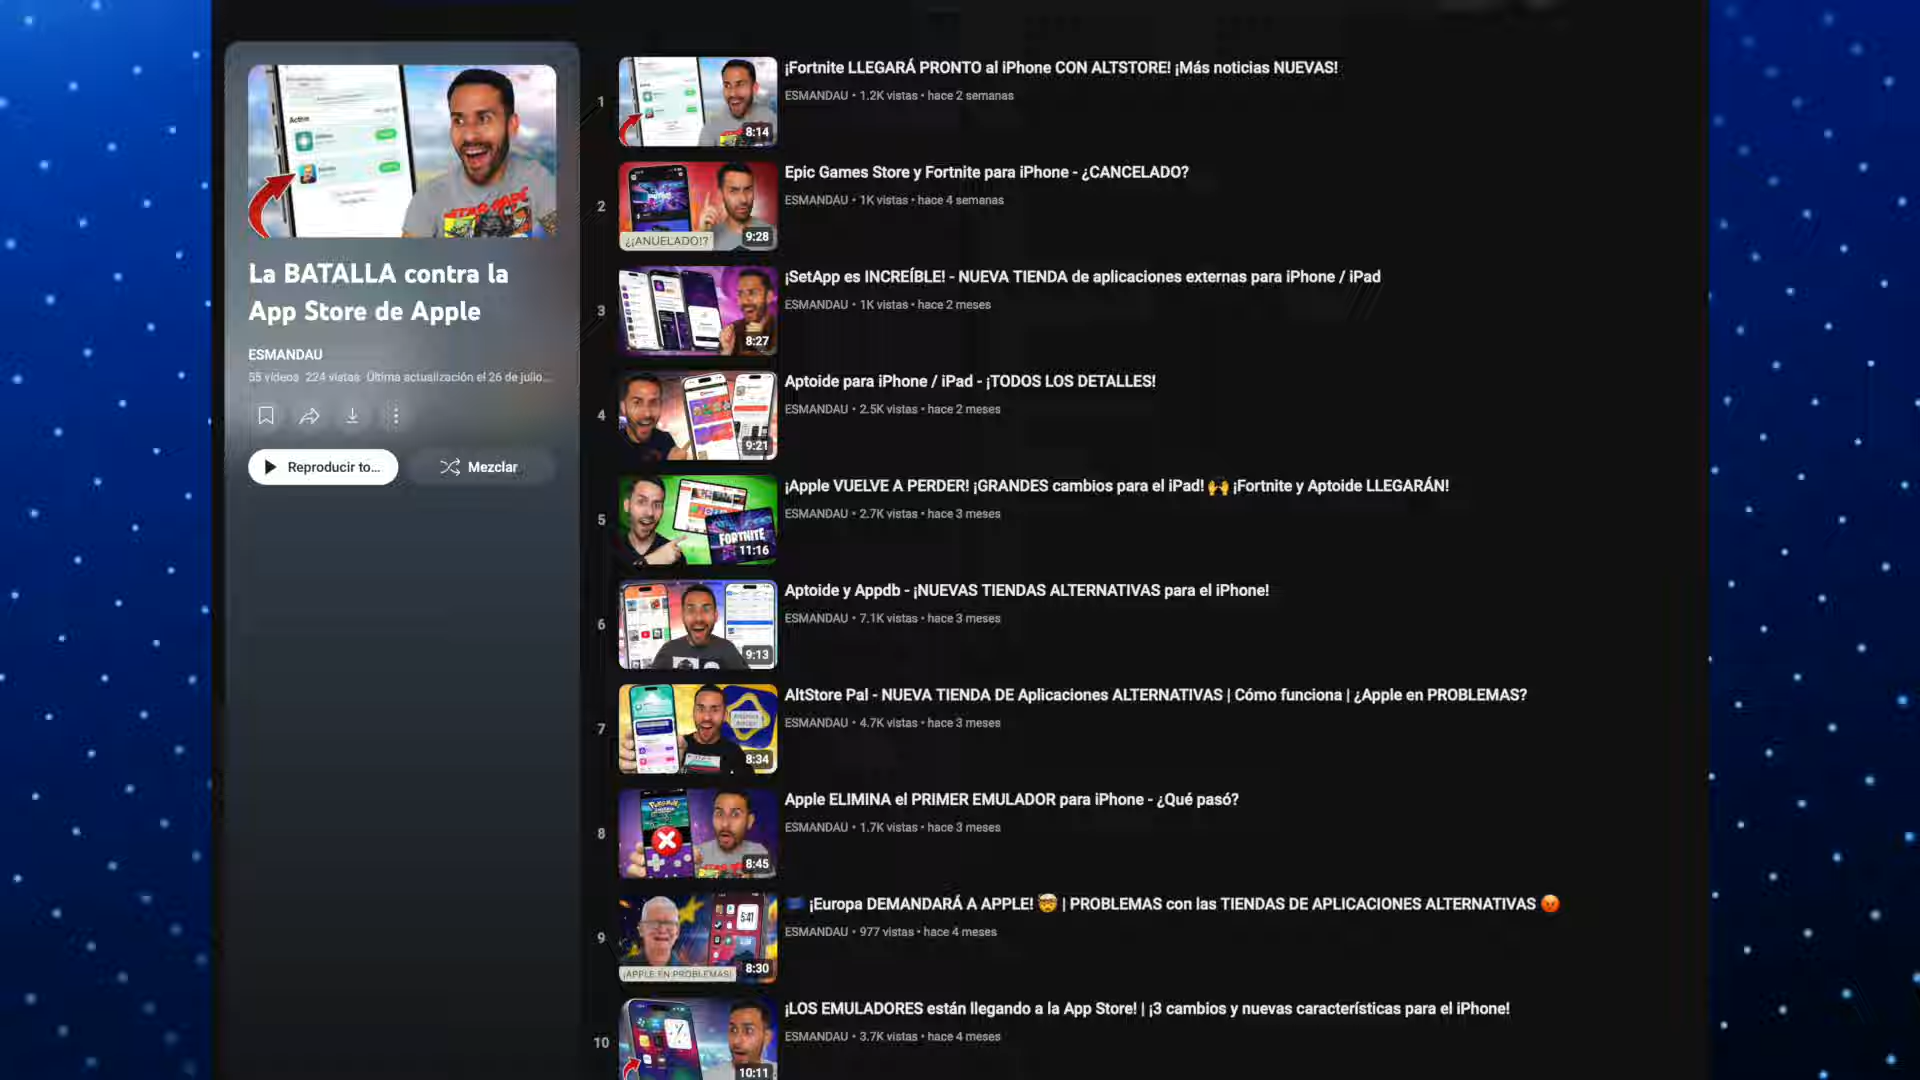 La BATALLA contra la
App Store de Apple
ESMANDAU
55 vídeos 224 vistas Última actualización el 26 de julio...
Reproducir to...
Mezclar
1
8:14
¡Fortnite LLEGARÁ PRONTO al iPhone CON ALTSTORE! ¡Más noticias NUEVAS!
ESMANDAU • 1.2K vistas • hace 2 semanas
2
¿¡ANUELADO!?
9:28
Epic Games Store y Fortnite para iPhone - ¿CANCELADO?
ESMANDAU • 1K vistas • hace 4 semanas
3
8:27
¡SetApp es INCREÍBLE! - NUEVA TIENDA de aplicaciones externas para iPhone / iPad
ESMANDAU • 1K vistas • hace 2 meses
4
9:21
Aptoide para iPhone / iPad - ¡TODOS LOS DETALLES!
ESMANDAU • 2.5K vistas • hace 2 meses
5
FORTNITE
11:16
¡Apple VUELVE A PERDER! ¡GRANDES cambios para el iPad! 🙌 ¡Fortnite y Aptoide LLEGARÁN!
ESMANDAU • 2.7K vistas • hace 3 meses
6
9:13
Aptoide y Appdb - ¡NUEVAS TIENDAS ALTERNATIVAS para el iPhone!
ESMANDAU • 7.1K vistas • hace 3 meses
7
8:34
AltStore Pal - NUEVA TIENDA DE Aplicaciones ALTERNATIVAS | Cómo funciona | ¿Apple en PROBLEMAS?
ESMANDAU • 4.7K vistas • hace 3 meses
8
8:45
Apple ELIMINA el PRIMER EMULADOR para iPhone - ¿Qué pasó?
ESMANDAU • 1.7K vistas • hace 3 meses
9
5:41
¡APPLE EN PROBLEMAS!
8:30
¡Europa DEMANDARÁ A APPLE! 🤯 | PROBLEMAS con las TIENDAS DE APLICACIONES ALTERNATIVAS 😡
ESMANDAU • 977 vistas • hace 4 meses
10
10:11
¡LOS EMULADORES están llegando a la App Store! | ¡3 cambios y nuevas características para el iPhone!
ESMANDAU • 3.7K vistas • hace 4 meses